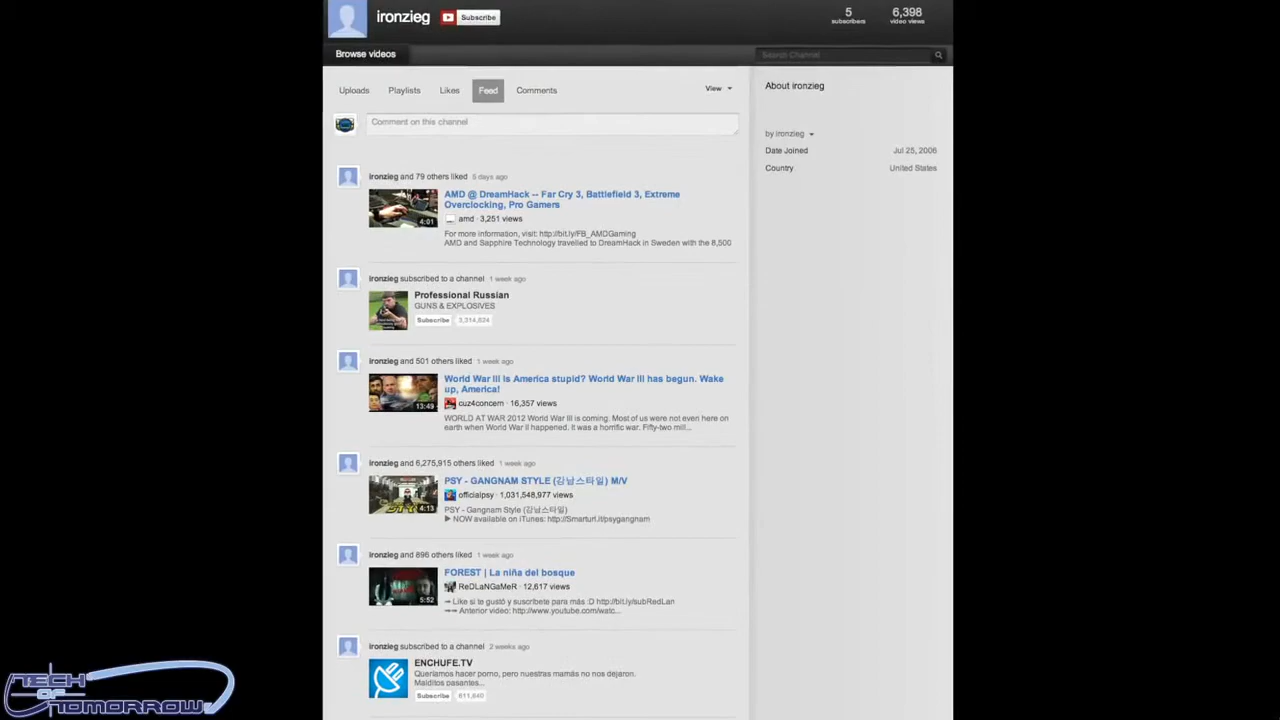 ironzieg
Subscribe
5
subscribers
6,398
video views
Browse videos
Search Channel
Uploads
Playlists
Likes
Feed
Comments
View
Comment on this channel
About ironzieg
by ironzieg
Date Joined
Jul 25, 2006
Country
United States
ironzieg and 79 others liked 5 days ago
AMD @ DreamHack -- Far Cry 3, Battlefield 3, Extreme
Overclocking, Pro Gamers
amd · 3,251 views
4:01
For more information, visit: http://bit.ly/FB_AMDGaming
AMD and Sapphire Technology travelled to DreamHack in Sweden with the 8,500
ironzieg subscribed to a channel 1 week ago
Professional Russian
GUNS & EXPLOSIVES
Subscribe 3,314,624
ironzieg and 501 others liked 1 week ago
World War III Is America stupid? World War III has begun. Wake
up, America!
cuz4concern · 16,357 views
13:49
WORLD AT WAR 2012 World War III is coming. Most of us were not even here on
earth when World War II happened. It was a horrific war. Fifty-two mill...
ironzieg and 6,275,915 others liked 1 week ago
PSY - GANGNAM STYLE (강남스타일) M/V
officialpsy · 1,031,548,977 views
4:13
PSY - Gangnam Style (강남스타일)
▶ NOW available on iTunes: http://Smarturl.it/psygangnam
ironzieg and 896 others liked 1 week ago
FOREST | La niña del bosque
ReDLaNGaMeR · 12,617 views
5:52
Like si te gustó y suscríbete para más :D http://bit.ly/subRedLan
Anterior video: http://www.youtube.com/watc...
ironzieg subscribed to a channel 2 weeks ago
ENCHUFE.TV
Queríamos hacer porno, pero nuestras mamás no nos dejaron.
Malditos pasantes...
Subscribe 611,640
TECH
OF
TOMORROW